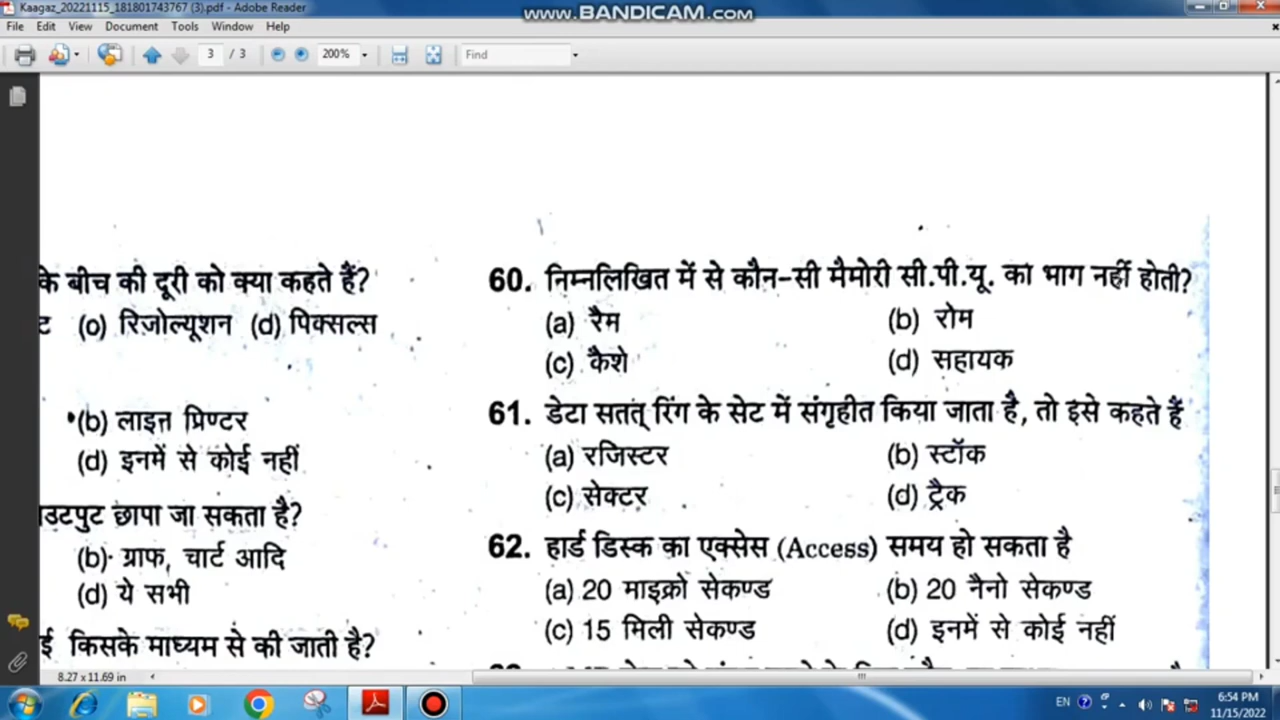 Kaagaz_20221115_181801743767 (3).pdf - Adobe Reader
www.BANDICAM.com
File Edit View Document Tools Window Help
3 / 3 200% Find
के बीच की दूरी को क्या कहते हैं?
ट (c) रिज़ोल्यूशन (d) पिक्सल्स
(b) लाइन प्रिण्टर
(d) इनमें से कोई नहीं
आउटपुट छापा जा सकता है?
(b) ग्राफ, चार्ट आदि
(d) ये सभी
ई किसके माध्यम से की जाती है?
60. निम्नलिखित में से कौन-सी मैमोरी सी.पी.यू. का भाग नहीं होती?
(a) रैम (b) रोम
(c) कैशे (d) सहायक
61. डेटा सतत् रिंग के सेट में संगृहीत किया जाता है, तो इसे कहते हैं
(a) रजिस्टर (b) स्टॉक
(c) सेक्टर (d) ट्रैक
62. हार्ड डिस्क का एक्सेस (Access) समय हो सकता है
(a) 20 माइक्रो सेकण्ड (b) 20 नैनो सेकण्ड
(c) 15 मिली सेकण्ड (d) इनमें से कोई नहीं
8.27 x 11.69 in
EN 6:54 PM
11/15/2022